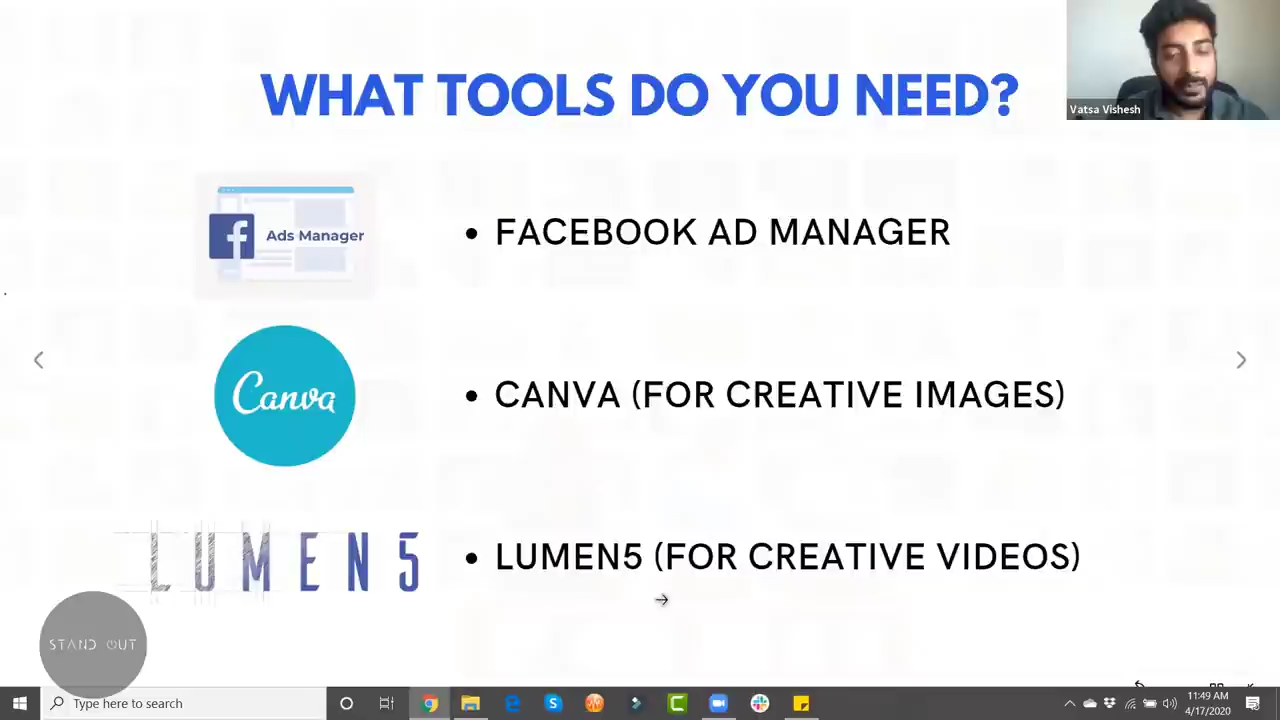 WHAT TOOLS DO YOU NEED?
Vatsa Vishesh
f Ads Manager
• FACEBOOK AD MANAGER
Canva
• CANVA (FOR CREATIVE IMAGES)
LUMEN5
• LUMEN5 (FOR CREATIVE VIDEOS)
STAND OUT
Type here to search
11:49 AM
4/17/2020